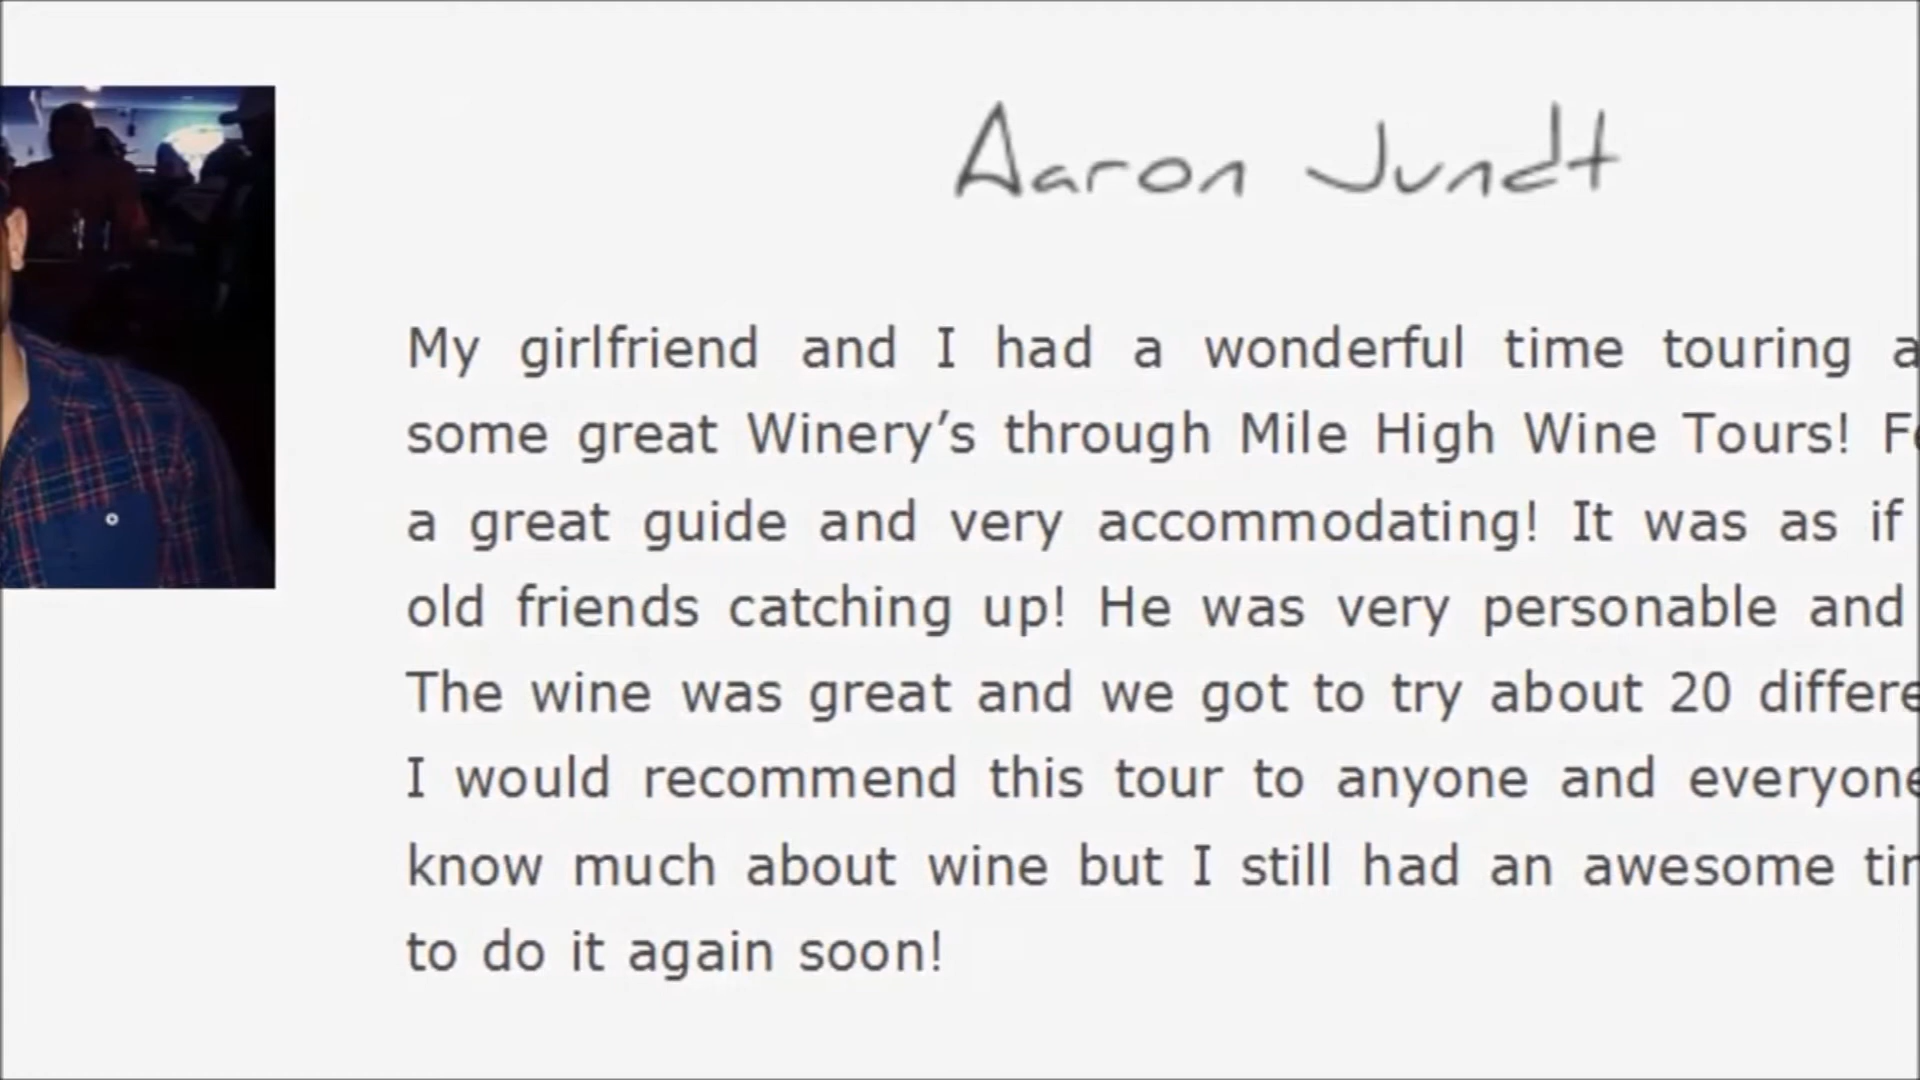 Aaron Jundt
My girlfriend and I had a wonderful time touring
some great Winery’s through Mile High Wine Tours!
a great guide and very accommodating! It was as if
old friends catching up! He was very personable and
The wine was great and we got to try about 20
I would recommend this tour to anyone and
know much about wine but I still had an awesome
to do it again soon!